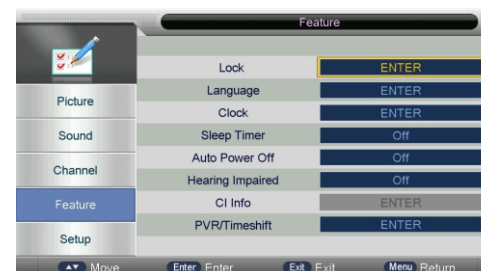 Feature
Lock ENTER
Language ENTER
Clock ENTER
Sleep Timer Off
Auto Power Off Off
Hearing Impaired Off
CI Info ENTER
PVR/Timeshift ENTER
Picture
Sound
Channel
Feature
Setup
Move Enter Enter Exit Exit Menu Return